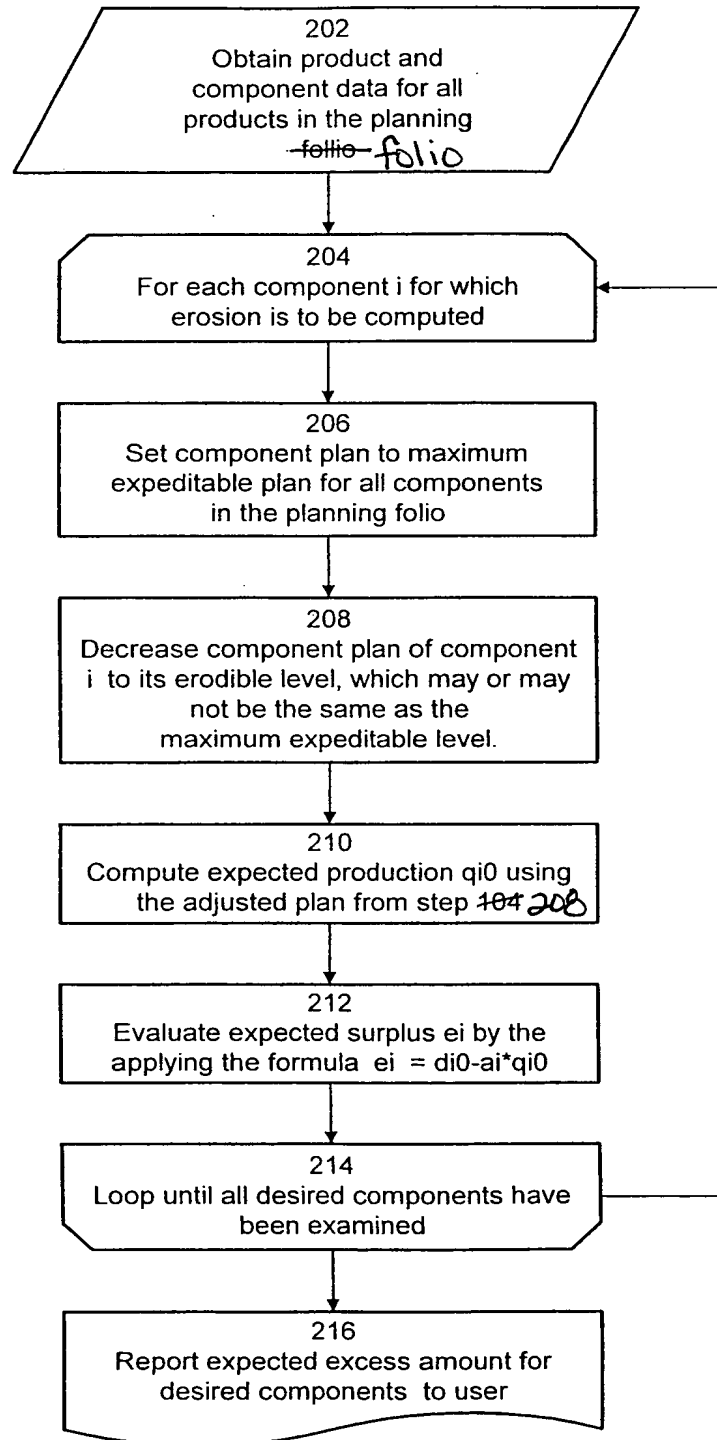 202
Obtain product and
component data for all
products in the planning
follio folio
204
For each component i for which
erosion is to be computed
206
Set component plan to maximum
expeditable plan for all components
in the planning folio
208
Decrease component plan of component
i to its erodible level, which may or may
not be the same as the
maximum expeditable level.
210
Compute expected production qi0 using
the adjusted plan from step 104 208
212
Evaluate expected surplus ei by the
applying the formula ei = di0-ai*qi0
214
Loop until all desired components have
been examined
216
Report expected excess amount for
desired components to user